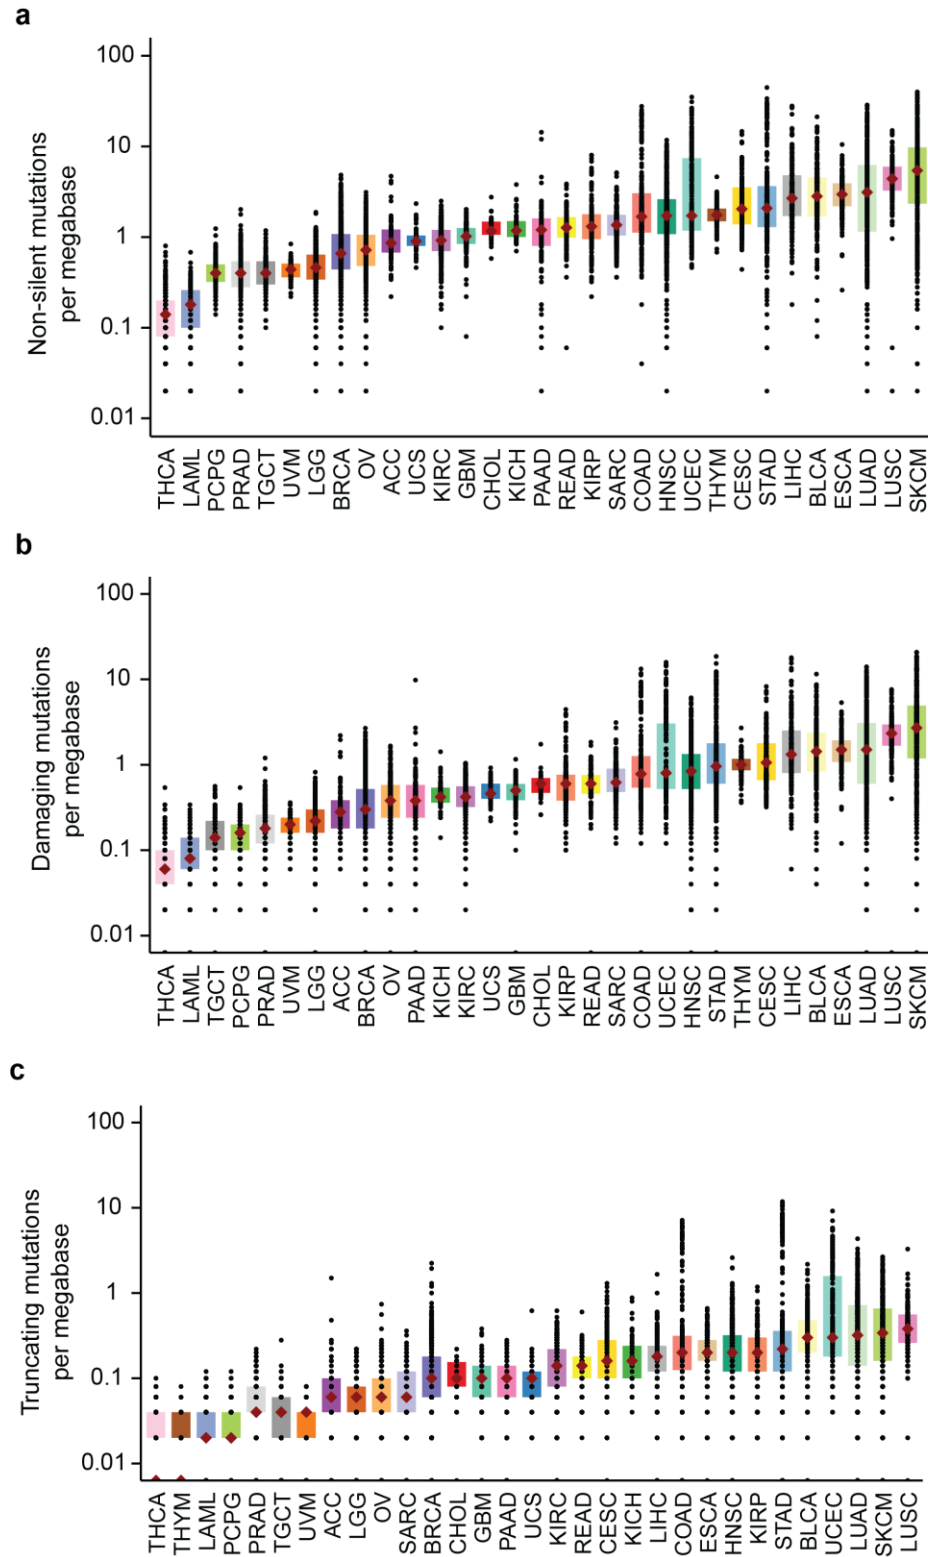 a
Non-silent mutations
per megabase
100
10
1
0.1
0.01
THCA LAML PCPG PRAD TGCT UVM LGG BRCA OV ACC UCS KIRC GBM CHOL KICH PAAD READ KIRP SARC COAD HNSC UCEC THYM CESC STAD LIHC BLCA ESCA LUAD LUSC SKCM
b
Damaging mutations
per megabase
100
10
1
0.1
0.01
THCA LAML TGCT PCPG PRAD UVM LGG ACC BRCA OV PAAD KICH KIRC UCS GBM CHOL KIRP READ SARC COAD UCEC HNSC STAD THYM CESC LIHC BLCA ESCA LUAD LUSC SKCM
c
Truncating mutations
per megabase
100
10
1
0.1
0.01
THCA THYM LAML PCPG PRAD TGCT UVM ACC LGG OV SARC BRCA CHOL GBM PAAD UCS KIRC READ CESC KICH LIHC COAD ESCA HNSC KIRP STAD BLCA UCEC LUAD SKCM LUSC